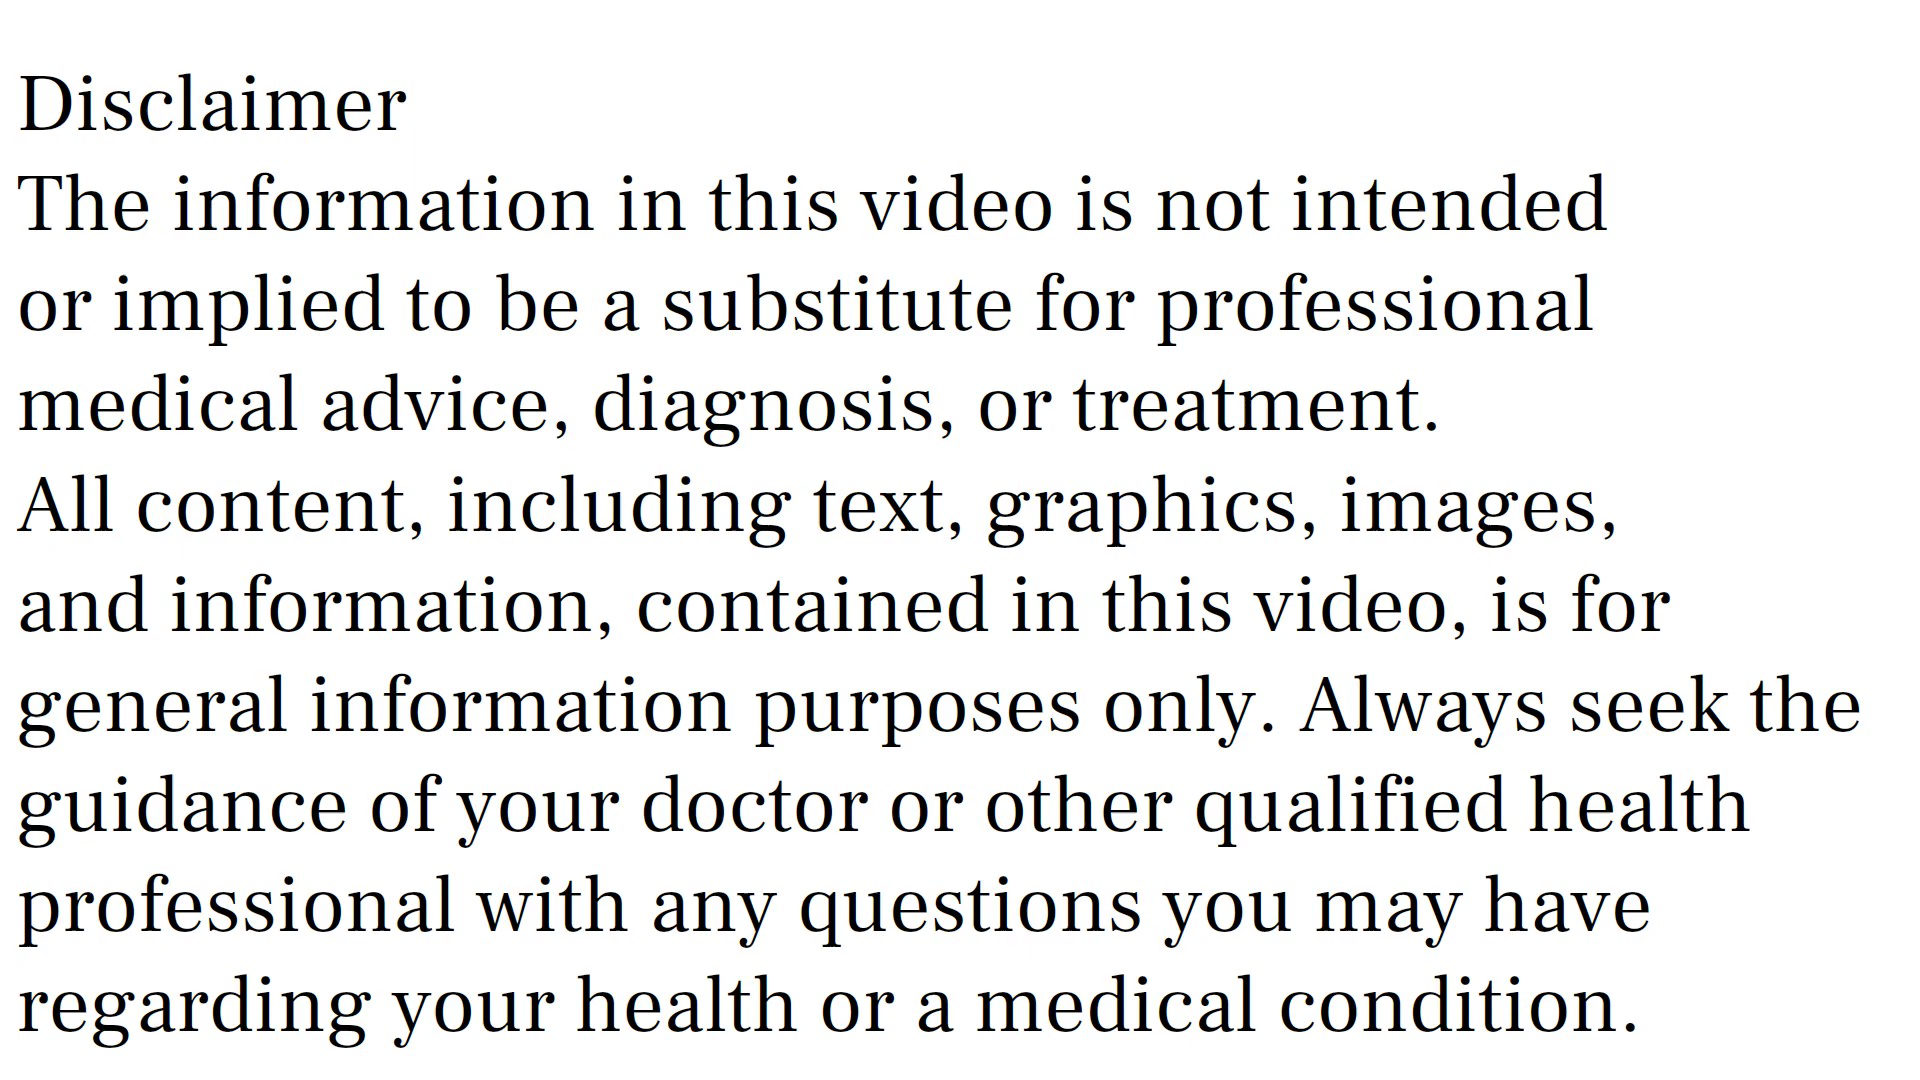 Disclaimer
The information in this video is not intended
or implied to be a substitute for professional
medical advice, diagnosis, or treatment.
All content, including text, graphics, images,
and information, contained in this video, is for
general information purposes only. Always seek the
guidance of your doctor or other qualified health
professional with any questions you may have
regarding your health or a medical condition.